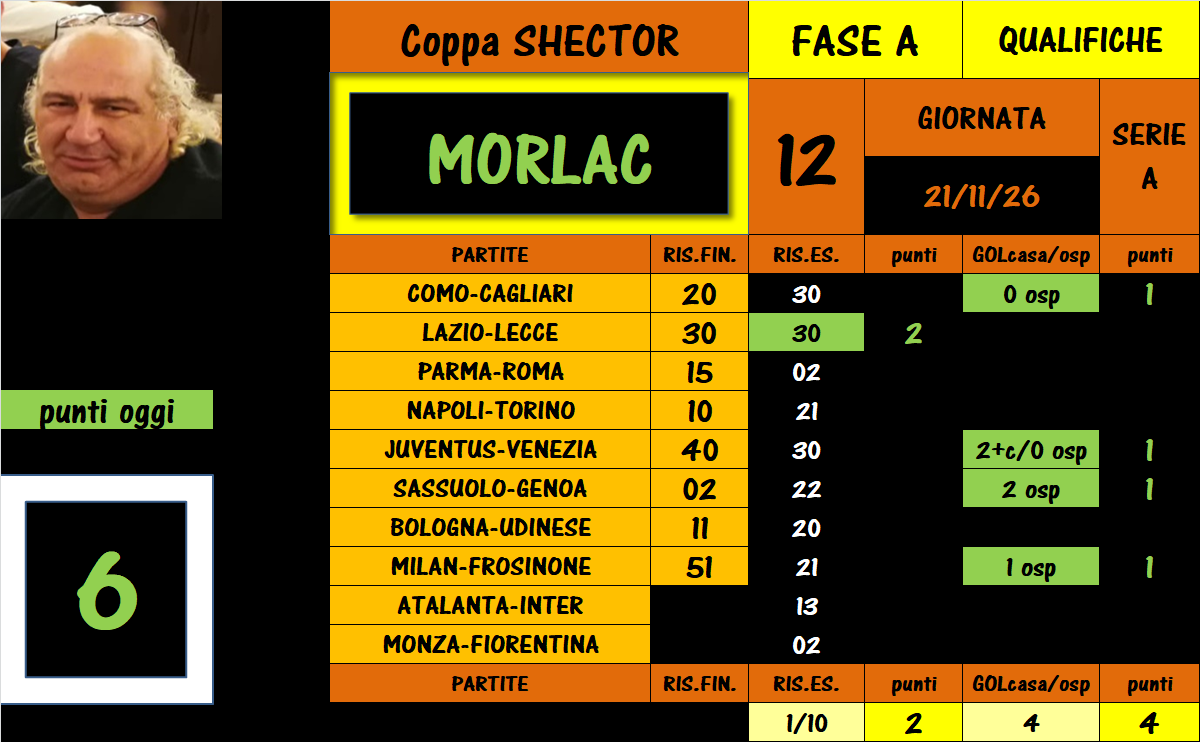 Coppa SHECTOR FASE A QUALIFICHE
MORLAC 12 GIORNATA SERIE A
21/11/26
PARTITE RIS.FIN. RIS.ES. punti GOLcasa/osp punti
COMO-CAGLIARI 20 30 0 osp 1
LAZIO-LECCE 30 30 2
PARMA-ROMA 15 02
NAPOLI-TORINO 10 21
JUVENTUS-VENEZIA 40 30 2+c/0 osp 1
SASSUOLO-GENOA 02 22 2 osp 1
BOLOGNA-UDINESE 11 20
MILAN-FROSINONE 51 21 1 osp 1
ATALANTA-INTER 13
MONZA-FIORENTINA 02
PARTITE RIS.FIN. RIS.ES. punti GOLcasa/osp punti
1/10 2 4 4
punti oggi
6